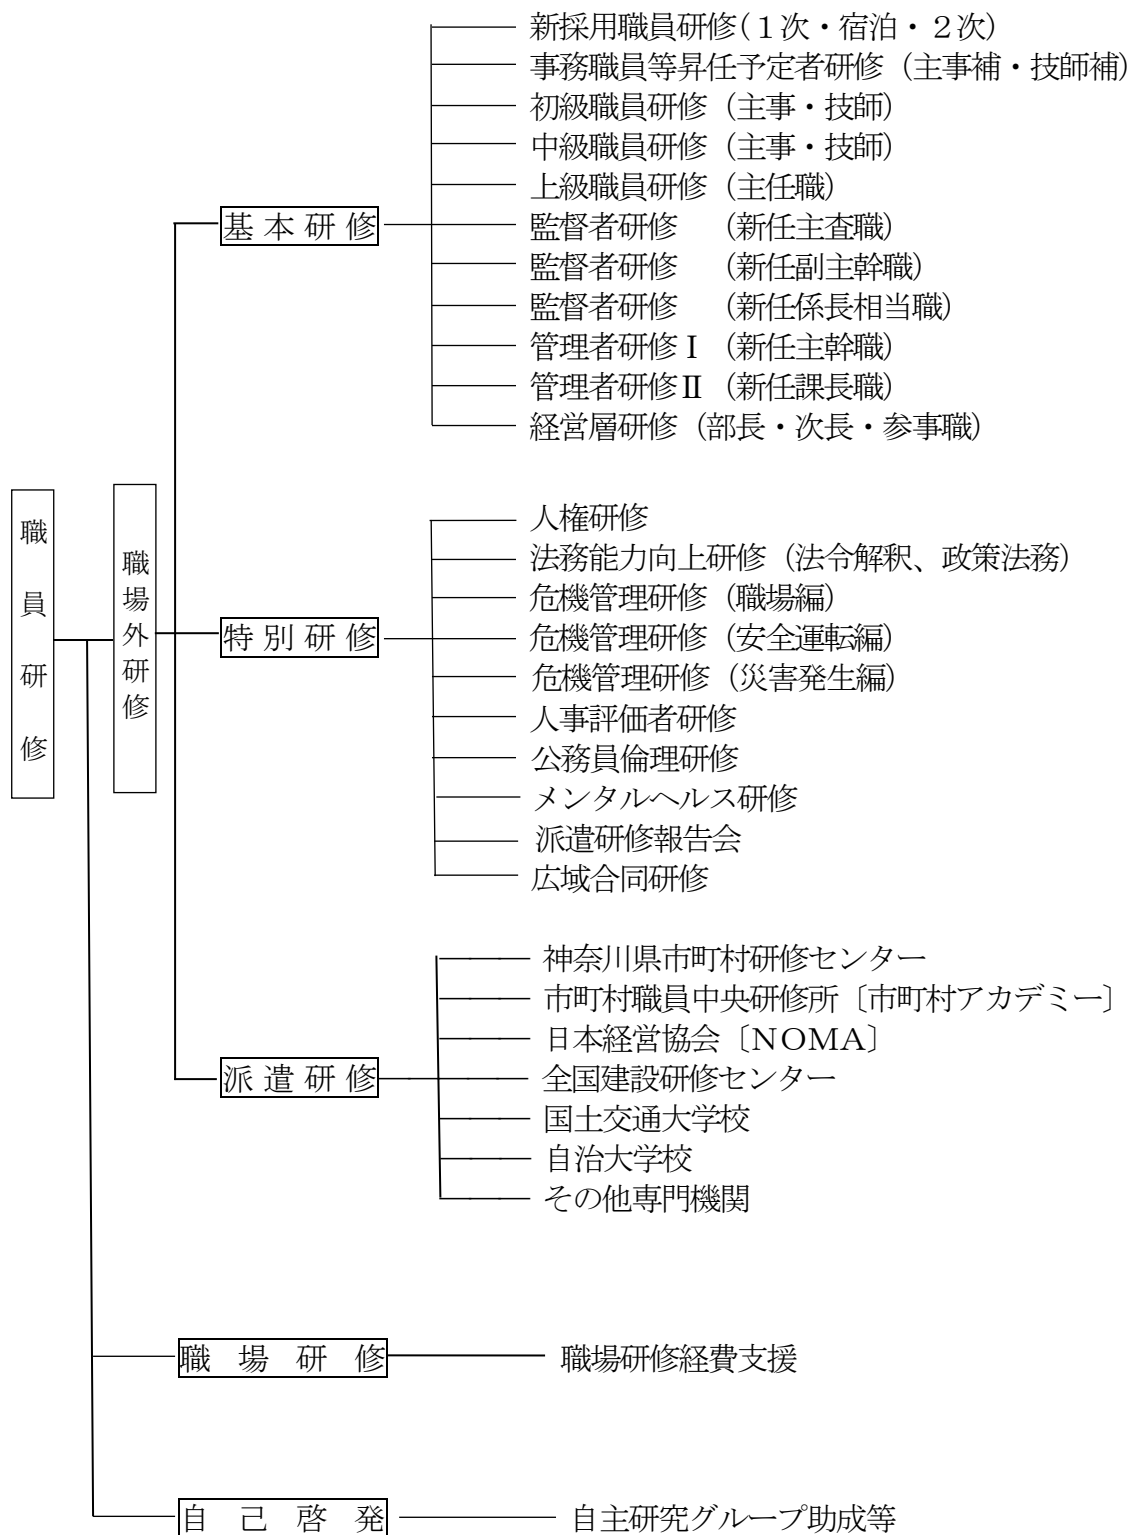 職員研修
職場外研修
基本研修
新採用職員研修(１次・宿泊・２次)
事務職員等昇任予定者研修（主事補・技師補）
初級職員研修（主事・技師）
中級職員研修（主事・技師）
上級職員研修（主任職）
監督者研修　（新任主査職）
監督者研修　（新任副主幹職）
監督者研修　（新任係長相当職）
管理者研修Ⅰ（新任主幹職）
管理者研修Ⅱ（新任課長職）
経営層研修（部長・次長・参事職）
特別研修
人権研修
法務能力向上研修（法令解釈、政策法務）
危機管理研修（職場編）
危機管理研修（安全運転編）
危機管理研修（災害発生編）
人事評価者研修
公務員倫理研修
メンタルヘルス研修
派遣研修報告会
広域合同研修
派遣研修
神奈川県市町村研修センター
市町村職員中央研修所〔市町村アカデミー〕
日本経営協会〔NOMA〕
全国建設研修センター
国土交通大学校
自治大学校
その他専門機関
職場研修
職場研修経費支援
自己啓発
自主研究グループ助成等